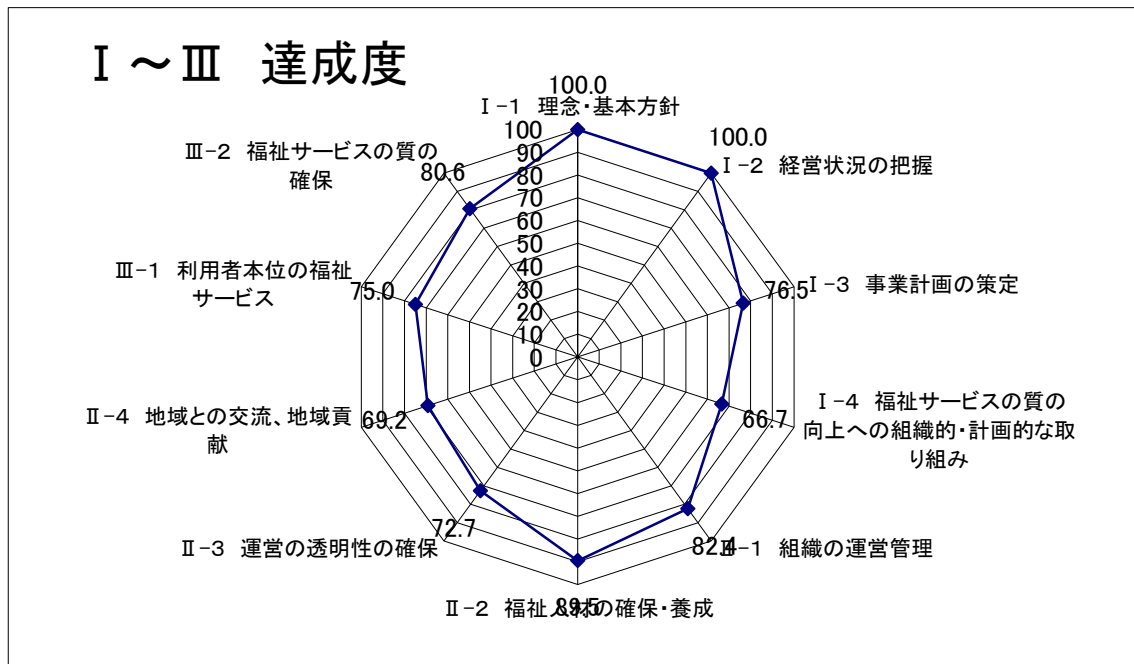 Ⅰ～Ⅲ 達成度
100.0
Ⅰ-1 理念・基本方針
100.0
Ⅰ-2 経営状況の把握
76.5
Ⅰ-3 事業計画の策定
66.7
Ⅰ-4 福祉サービスの質の
向上への組織的・計画的な取
り組み
82.4
Ⅱ-1 組織の運営管理
89.5
Ⅱ-2 福祉人材の確保・養成
72.7
Ⅱ-3 運営の透明性の確保
69.2
Ⅱ-4 地域との交流、地域貢
献
75.0
Ⅲ-1 利用者本位の福祉
サービス
80.6
Ⅲ-2 福祉サービスの質の
確保
100
90
80
70
60
50
40
30
20
10
0